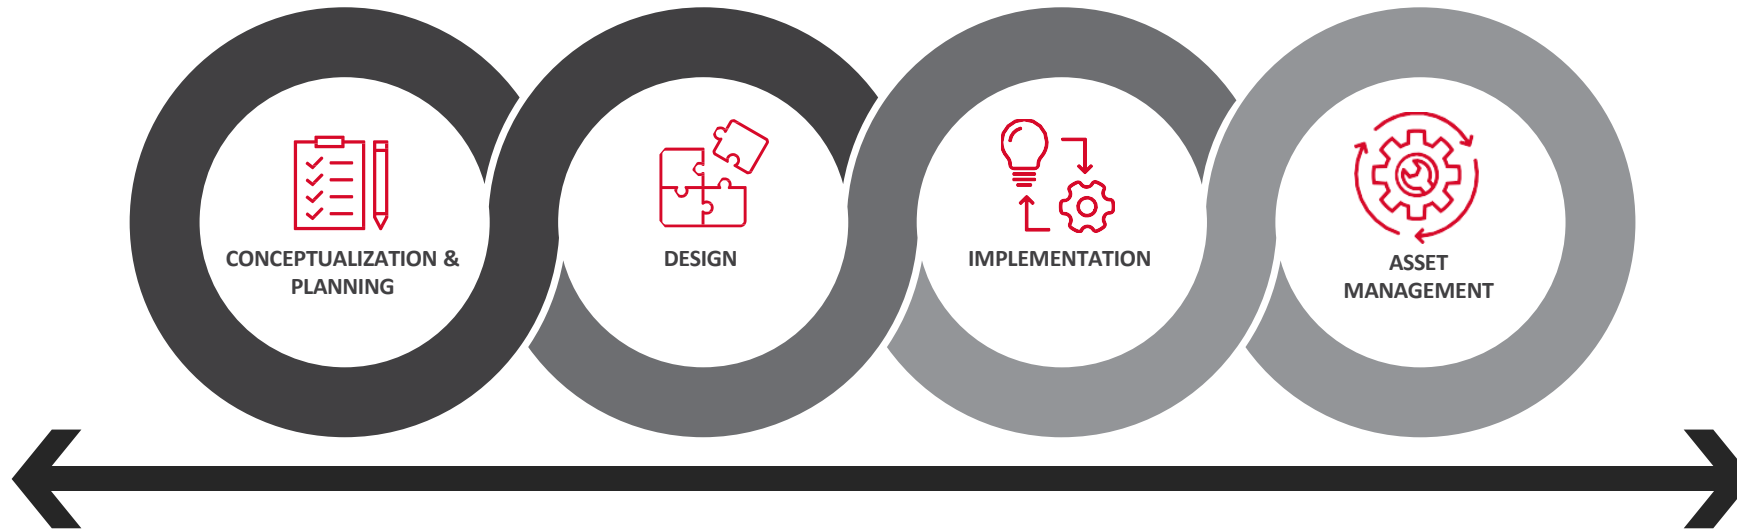 CONCEPTUALIZATION &
PLANNING
DESIGN
IMPLEMENTATION
ASSET
MANAGEMENT